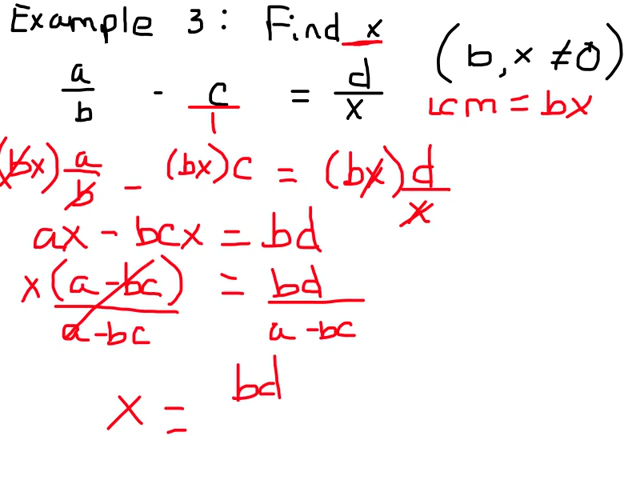 Example 3: Find x
a/b - c/1 = d/x (b, x ≠ 0)
LCM = bx
(bx) a/b - (bx)c = (bx) d/x
ax - bcx = bd
x(a - bc)/(a - bc) = bd/(a - bc)
x = bd